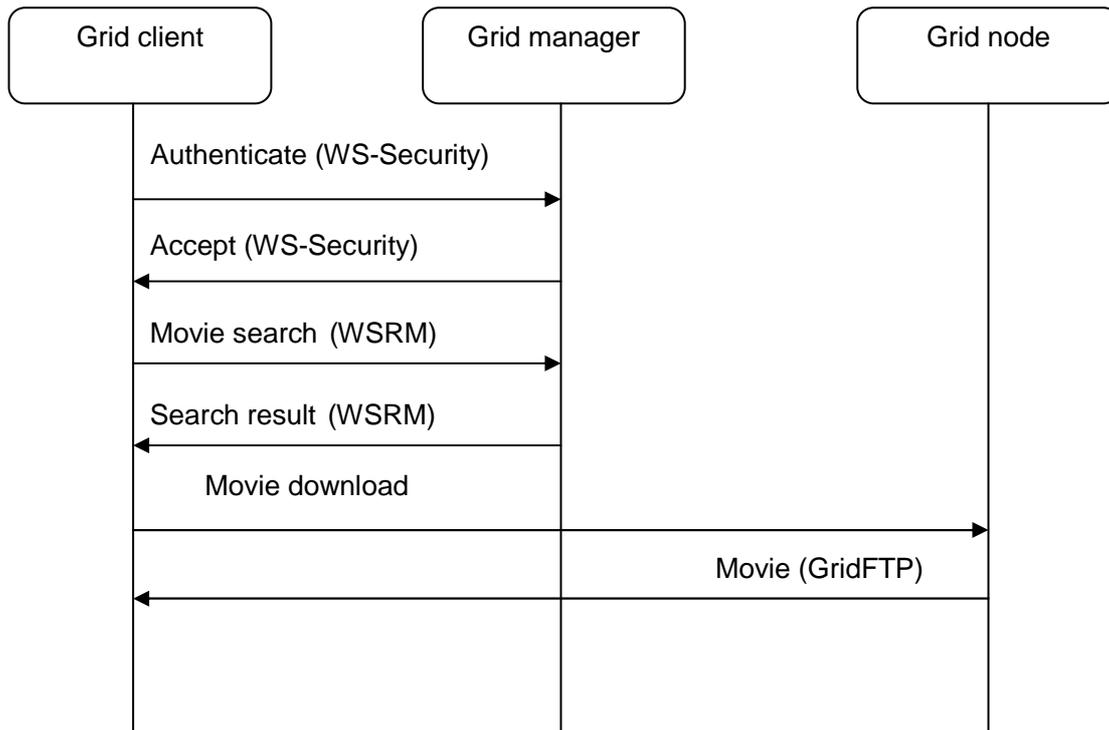 Grid client
Grid manager
Grid node
Authenticate (WS-Security)
Accept (WS-Security)
Movie search (WSRM)
Search result (WSRM)
Movie download
Movie (GridFTP)